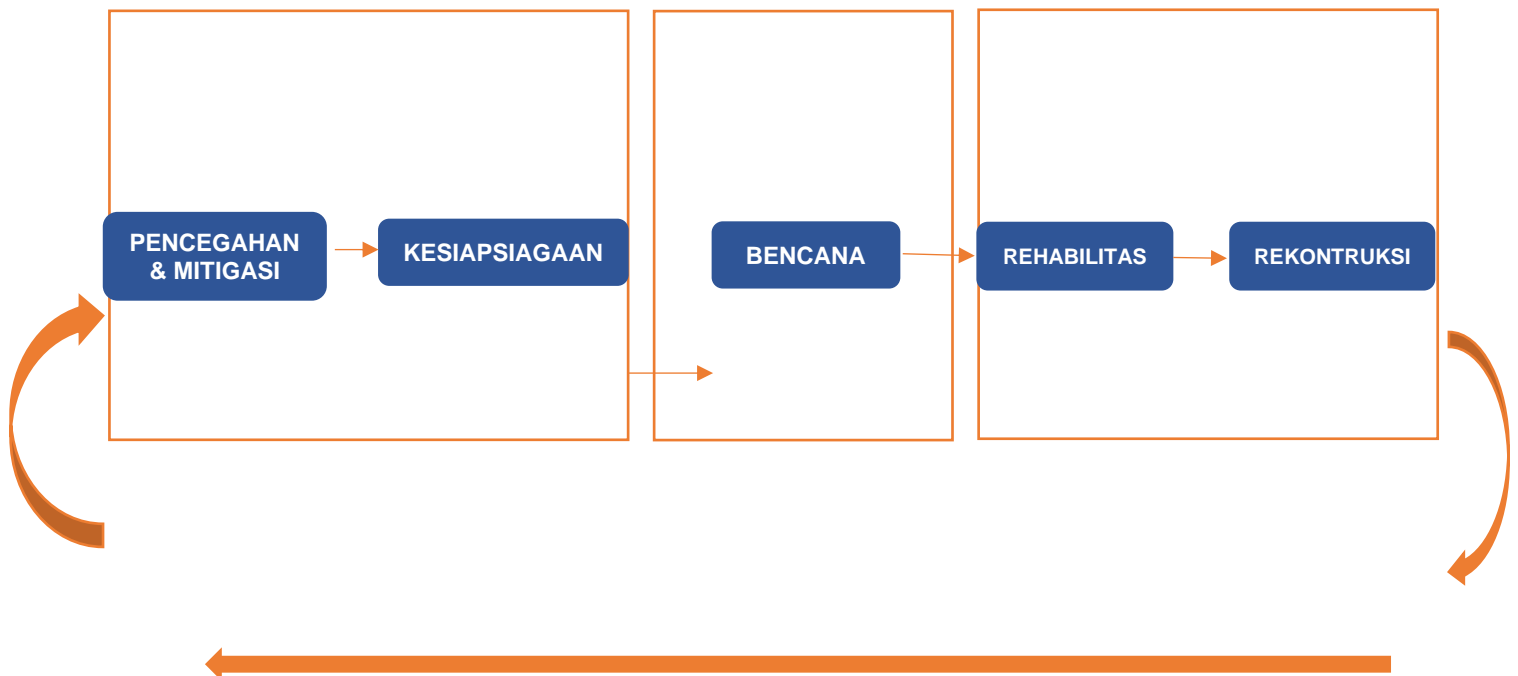 PENCEGAHAN
& MITIGASI
KESIAPSIAGAAN
BENCANA
REHABILITAS
REKONTRUKSI